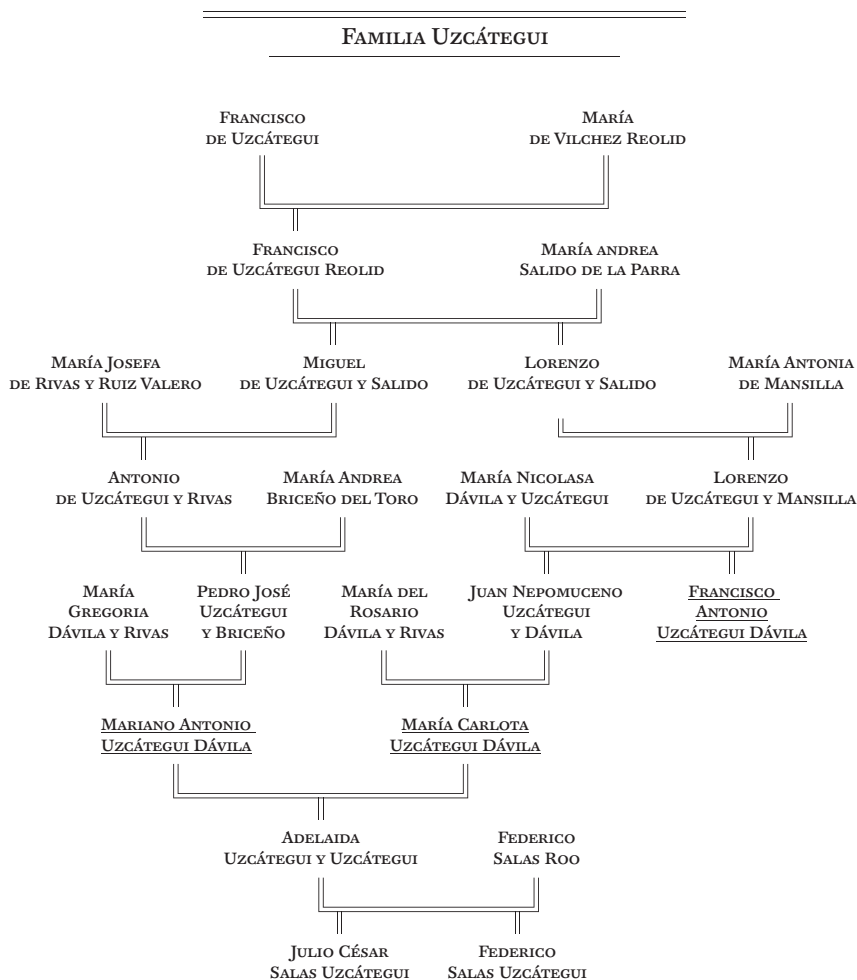 Familia Uzcátegui
Francisco
de Uzcátegui
María
de Vilchez Reolid
Francisco
de Uzcátegui Reolid
María andrea
Salido de la Parra
María Josefa
de Rivas y Ruiz Valero
Miguel
de Uzcátegui y Salido
Lorenzo
de Uzcátegui y Salido
María Antonia
de Mansilla
Antonio
de Uzcátegui y Rivas
María Andrea
Briceño del Toro
María Nicolasa
Dávila y Uzcátegui
Lorenzo
de Uzcátegui y Mansilla
María
Gregoria
Dávila y Rivas
Pedro José
Uzcátegui
y Briceño
María del
Rosario
Dávila y Rivas
Juan Nepomuceno
Uzcátegui
y Dávila
Francisco
Antonio
Uzcátegui Dávila
Mariano Antonio
Uzcátegui Dávila
María Carlota
Uzcátegui Dávila
Adelaida
Uzcátegui y Uzcátegui
Federico
Salas Roo
Julio César
Salas Uzcátegui
Federico
Salas Uzcátegui